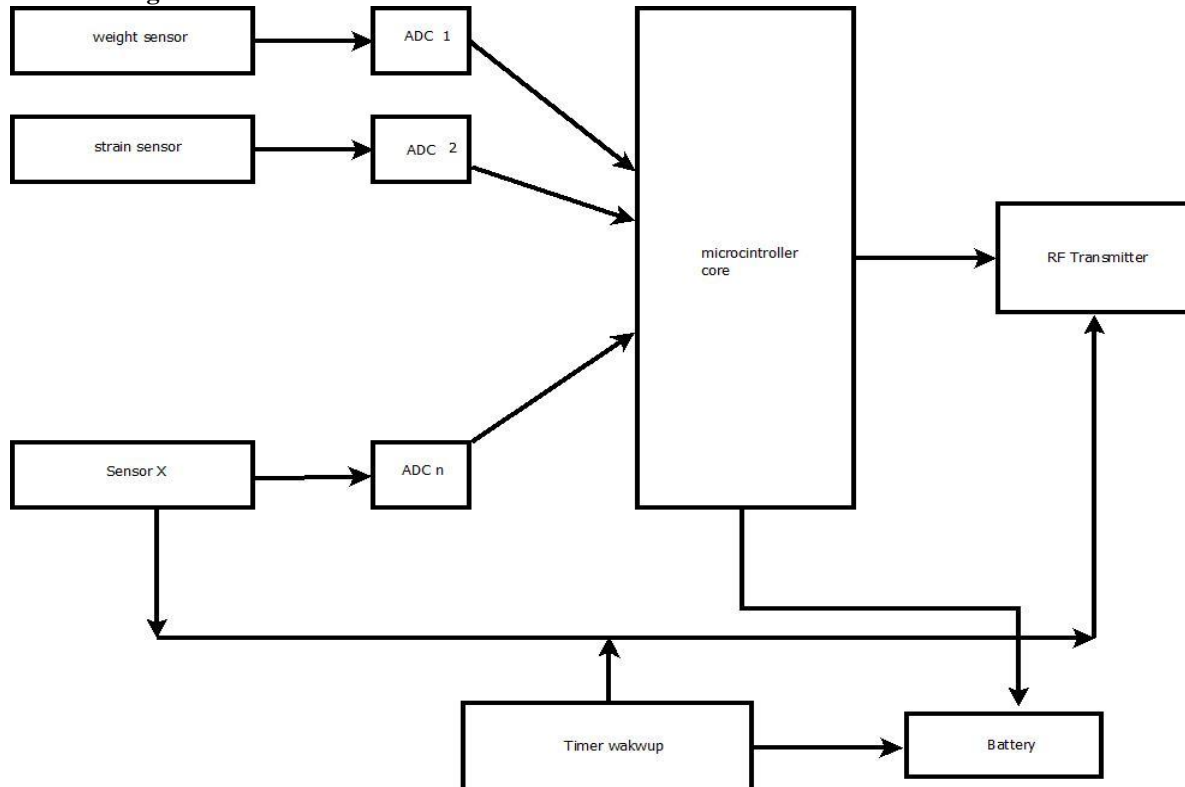 weight sensor
ADC 1
strain sensor
ADC 2
microcintroller
core
RF Transmitter
Sensor X
ADC n
Timer wakwup
Battery